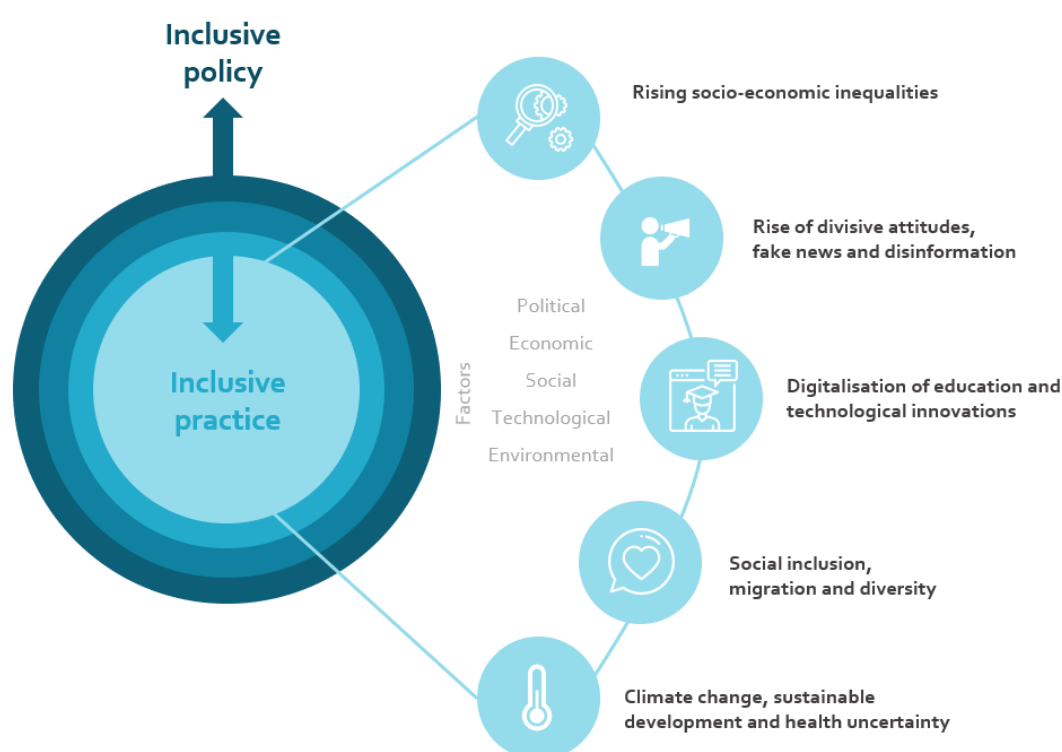 Inclusive
policy
Inclusive
practice
Factors
Political
Economic
Social
Technological
Environmental
Rising socio-economic inequalities
Rise of divisive attitudes,
fake news and disinformation
Digitalisation of education and
technological innovations
Social inclusion,
migration and diversity
Climate change, sustainable
development and health uncertainty